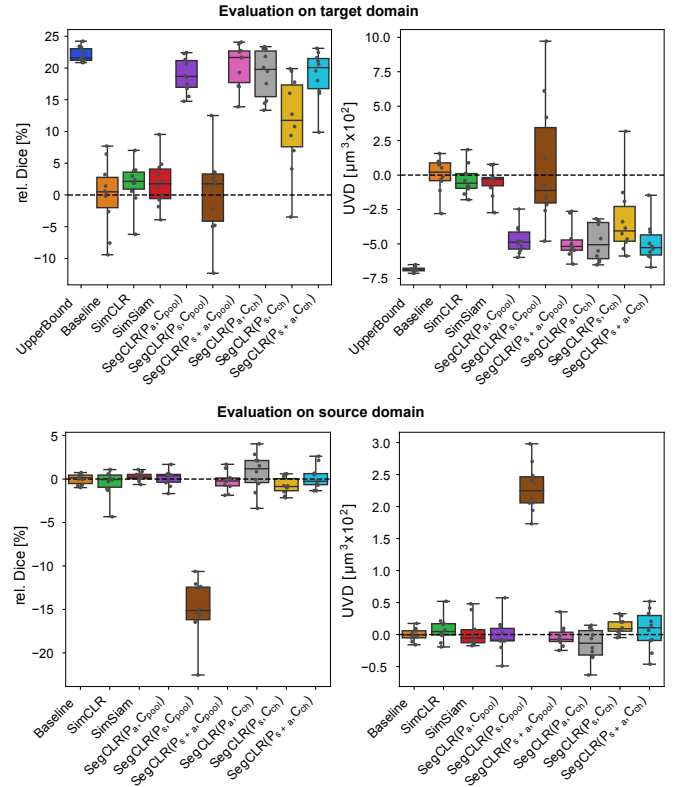 Evaluation on target domain
rel. Dice [%]
25
20
15
10
5
0
−5
−10
UpperBound
Baseline
SimCLR
SimSiam
SegCLR(Pa, Cpool)
SegCLR(Ps, Cpool)
SegCLR(Ps + a, Cpool)
SegCLR(Pa, Cch)
SegCLR(Ps, Cch)
SegCLR(Ps + a, Cch)
UVD [μm³x10²]
10.0
7.5
5.0
2.5
0.0
−2.5
−5.0
−7.5
UpperBound
Baseline
SimCLR
SimSiam
SegCLR(Pa, Cpool)
SegCLR(Ps, Cpool)
SegCLR(Ps + a, Cpool)
SegCLR(Pa, Cch)
SegCLR(Ps, Cch)
SegCLR(Ps + a, Cch)
Evaluation on source domain
rel. Dice [%]
5
0
−5
−10
−15
−20
Baseline
SimCLR
SimSiam
SegCLR(Pa, Cpool)
SegCLR(Ps, Cpool)
SegCLR(Ps + a, Cpool)
SegCLR(Pa, Cch)
SegCLR(Ps, Cch)
SegCLR(Ps + a, Cch)
UVD [μm³x10²]
3.0
2.5
2.0
1.5
1.0
0.5
0.0
−0.5
Baseline
SimCLR
SimSiam
SegCLR(Pa, Cpool)
SegCLR(Ps, Cpool)
SegCLR(Ps + a, Cpool)
SegCLR(Pa, Cch)
SegCLR(Ps, Cch)
SegCLR(Ps + a, Cch)